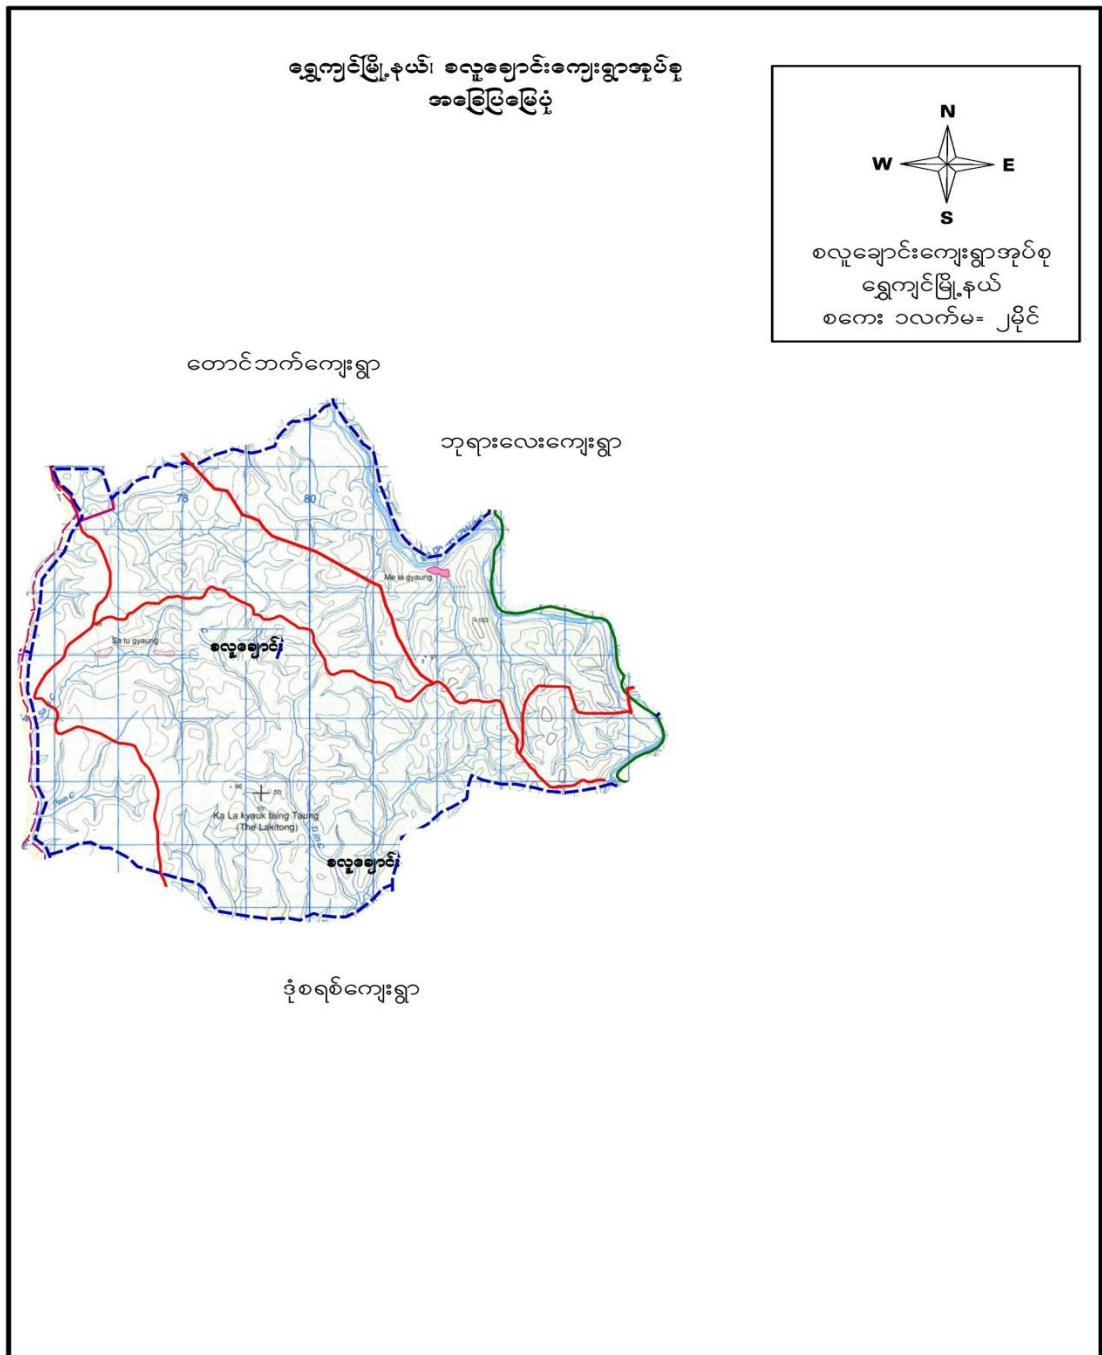 ရွှေကျင်မြို့နယ်၊ စလူချောင်းကျေးရွာအုပ်စု
အခြေပြမြေပုံ
N
W E
S
စလူချောင်းကျေးရွာအုပ်စု
ရွှေကျင်မြို့နယ်
စကေး ၁လက်မ= ၂မိုင်
တောင်ဘက်ကျေးရွာ
ဘုရားလေးကျေးရွာ
78 80
Me la gyaung
103
Sa lu gyaung
စလူချောင်း
Ka La kyauk taing Taung
(The Lakitong)
စလူချောင်း
ဒုံစရစ်ကျေးရွာ